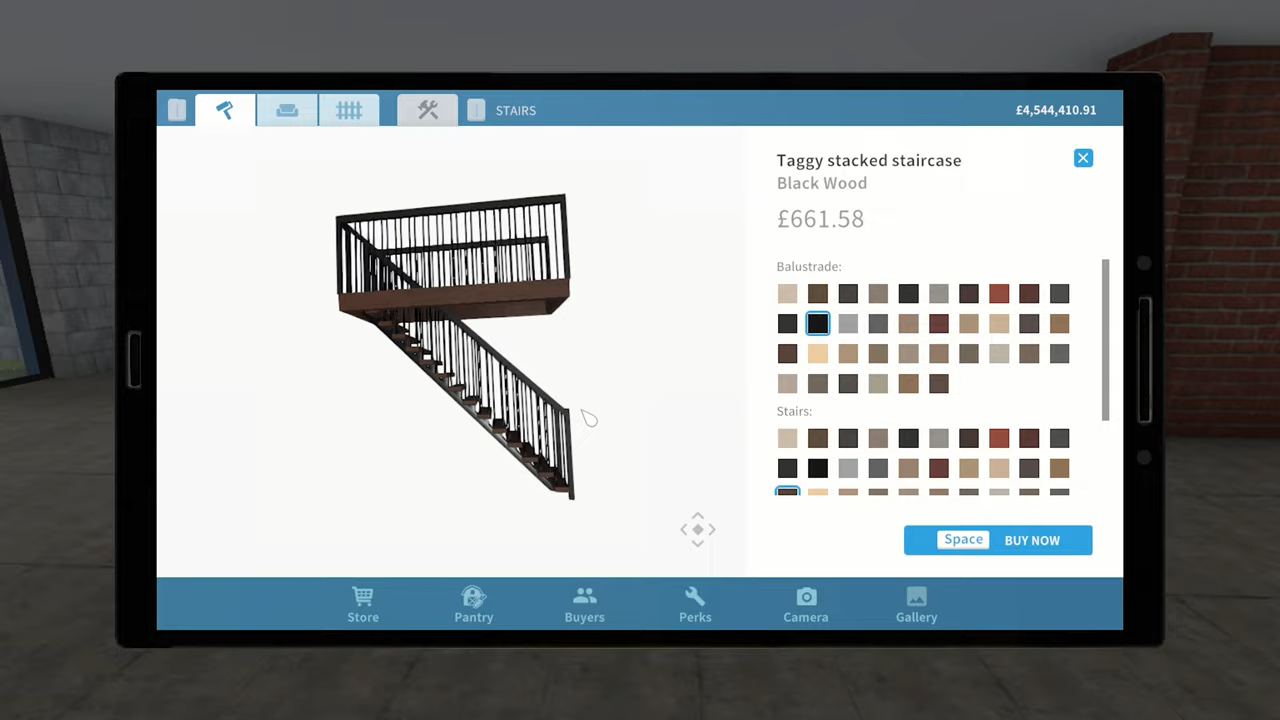 STAIRS
£4,544,410.91
Taggy stacked staircase
Black Wood
£661.58
Balustrade:
Stairs:
Space BUY NOW
Store Pantry Buyers Perks Camera Gallery